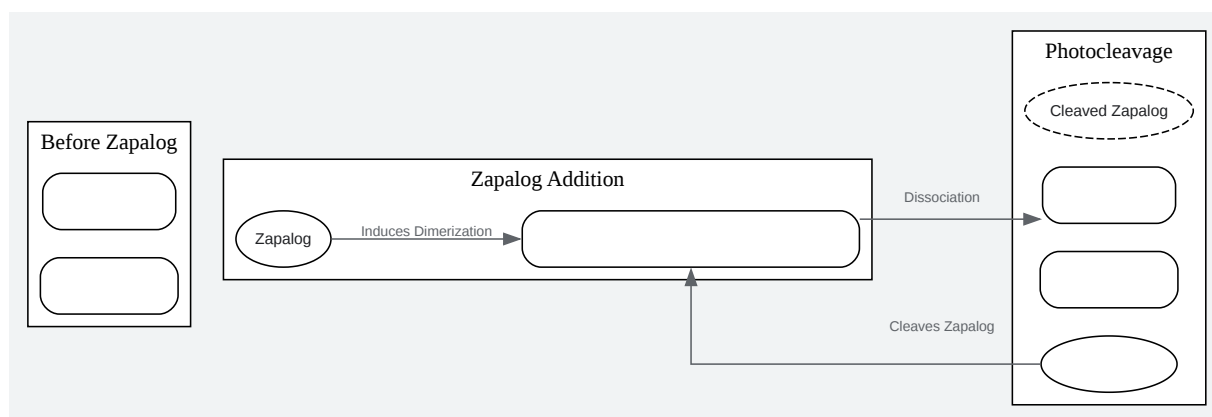 Before Zapalog
Zapalog Addition
Zapalog
Induces Dimerization
Dissociation
Cleaves Zapalog
Photocleavage
Cleaved Zapalog